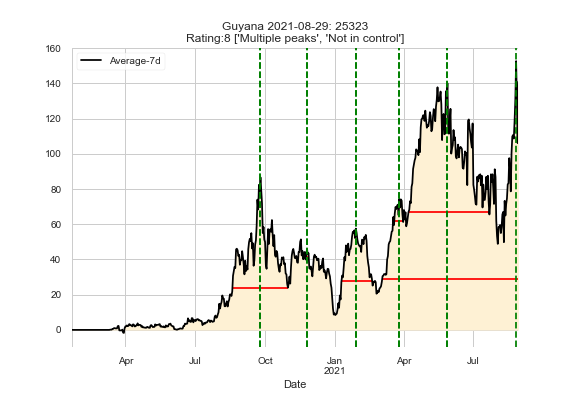 Guyana 2021-08-29: 25323
Rating:8 ['Multiple peaks', 'Not in control']
Average-7d
160
140
120
100
80
60
40
20
0
Apr
Jul
Oct
Jan
2021
Apr
Jul
Date